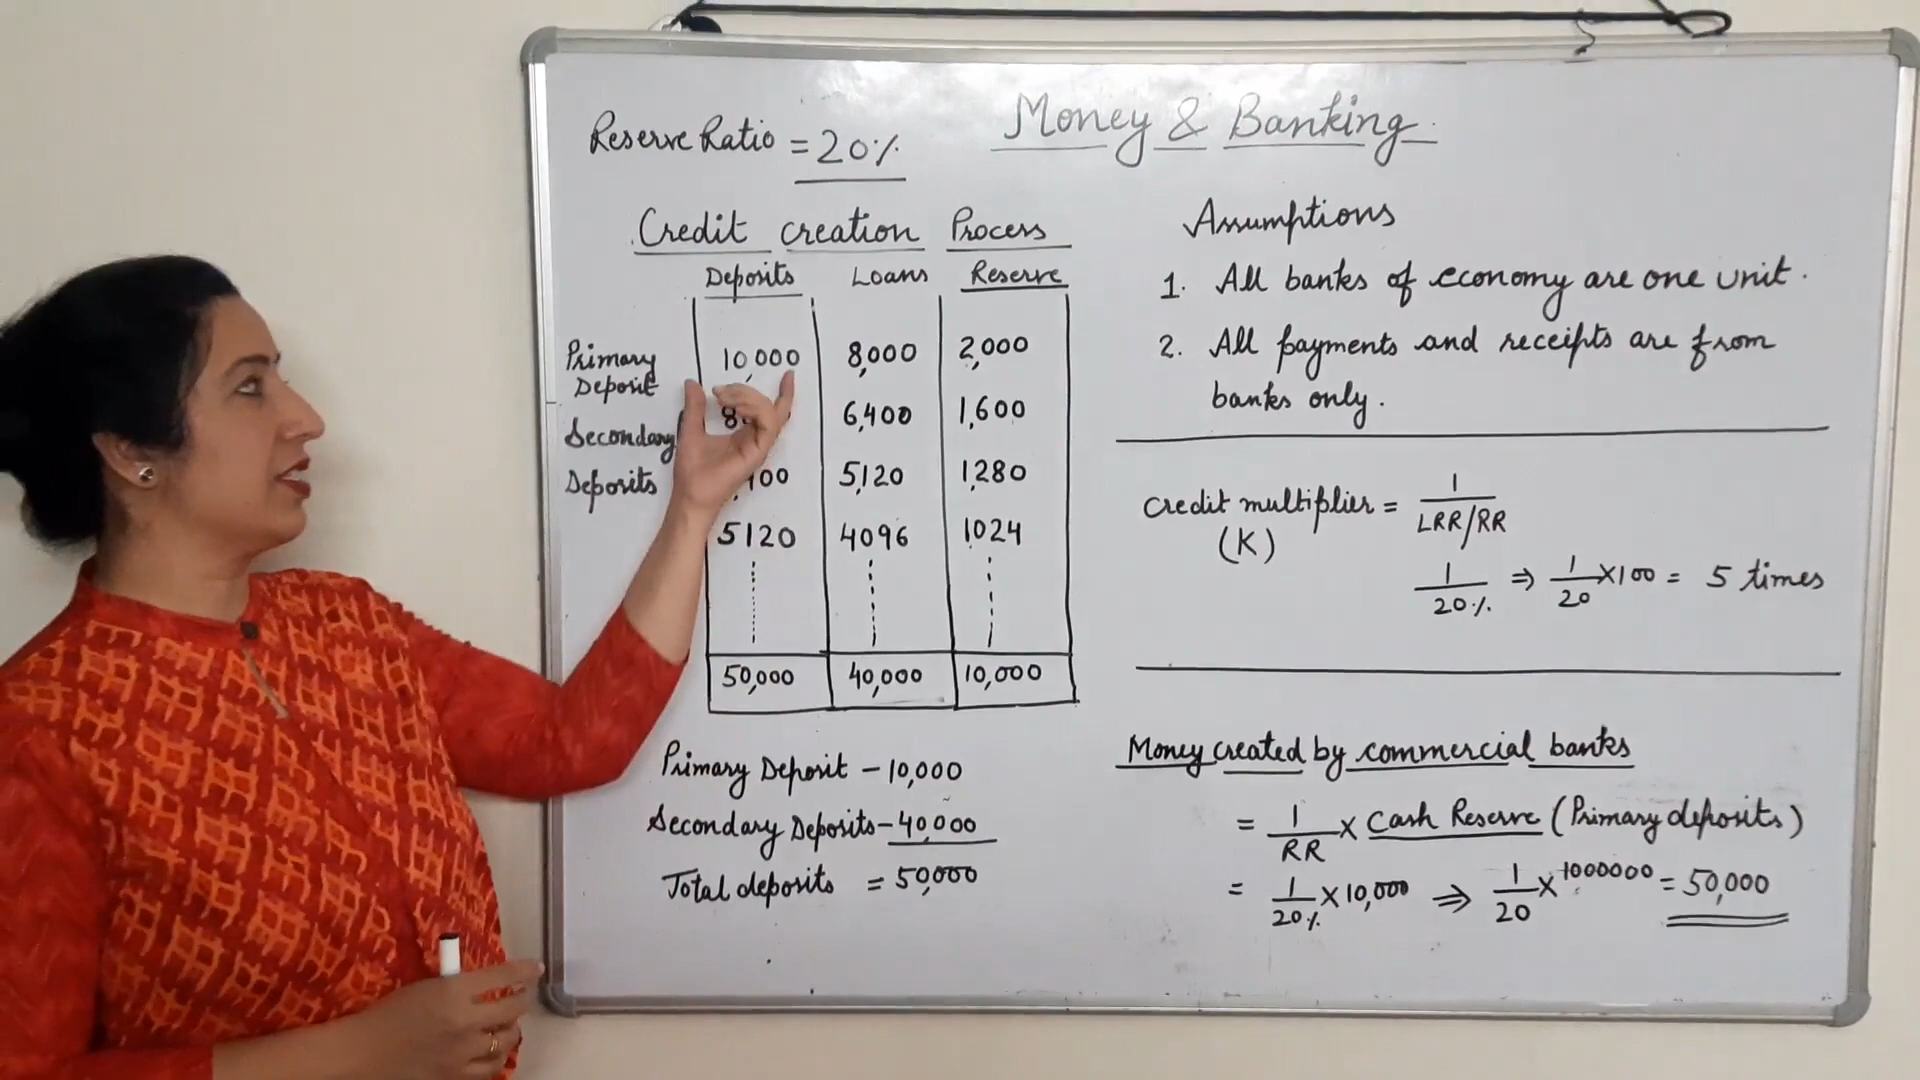 Money & Banking
Reserve Ratio = 20%
Credit creation Process
Deposits Loans Reserve
Primary Deposit 10,000 8,000 2,000
Secondary 6,400 1,600
Deposits 5,120 1,280
5120 4096 1024
50,000 40,000 10,000
Primary Deposit - 10,000
Secondary Deposits - 40,000
Total deposits = 50,000
Assumptions
1. All banks of economy are one unit.
2. All payments and receipts are from
banks only.
Credit multiplier = 1/LRR/RR
(K)
1/20% ⇒ 1/20 × 100 = 5 times
Money created by commercial banks
= 1/RR × Cash Reserve (Primary deposits)
= 1/20% × 10,000 ⇒ 1/20 × 1000000 = 50,000